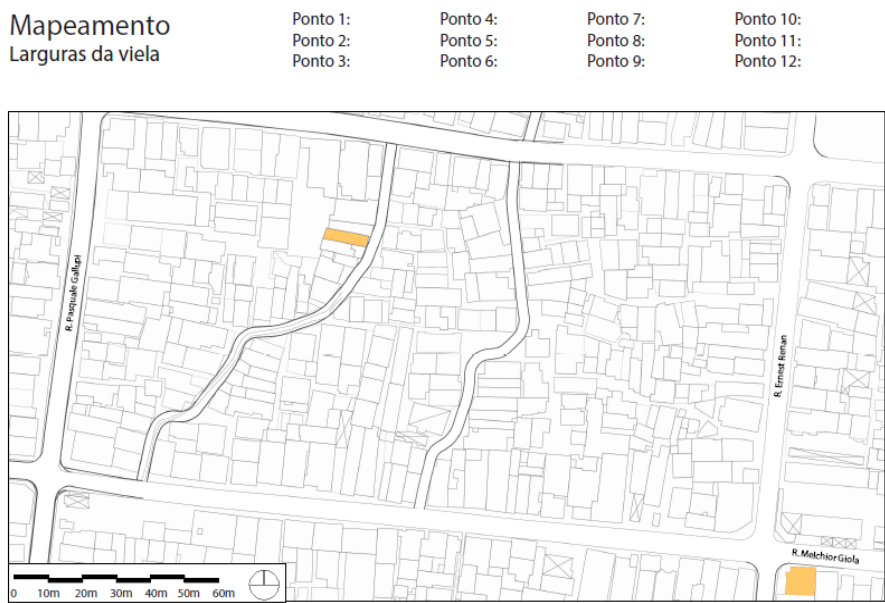 Mapeamento
Larguras da viela
Ponto 1:
Ponto 2:
Ponto 3:
Ponto 4:
Ponto 5:
Ponto 6:
Ponto 7:
Ponto 8:
Ponto 9:
Ponto 10:
Ponto 11:
Ponto 12:
R. Pasquale Gallupi
R. Ernest Renan
R. Melchior Giola
0 10m 20m 30m 40m 50m 60m